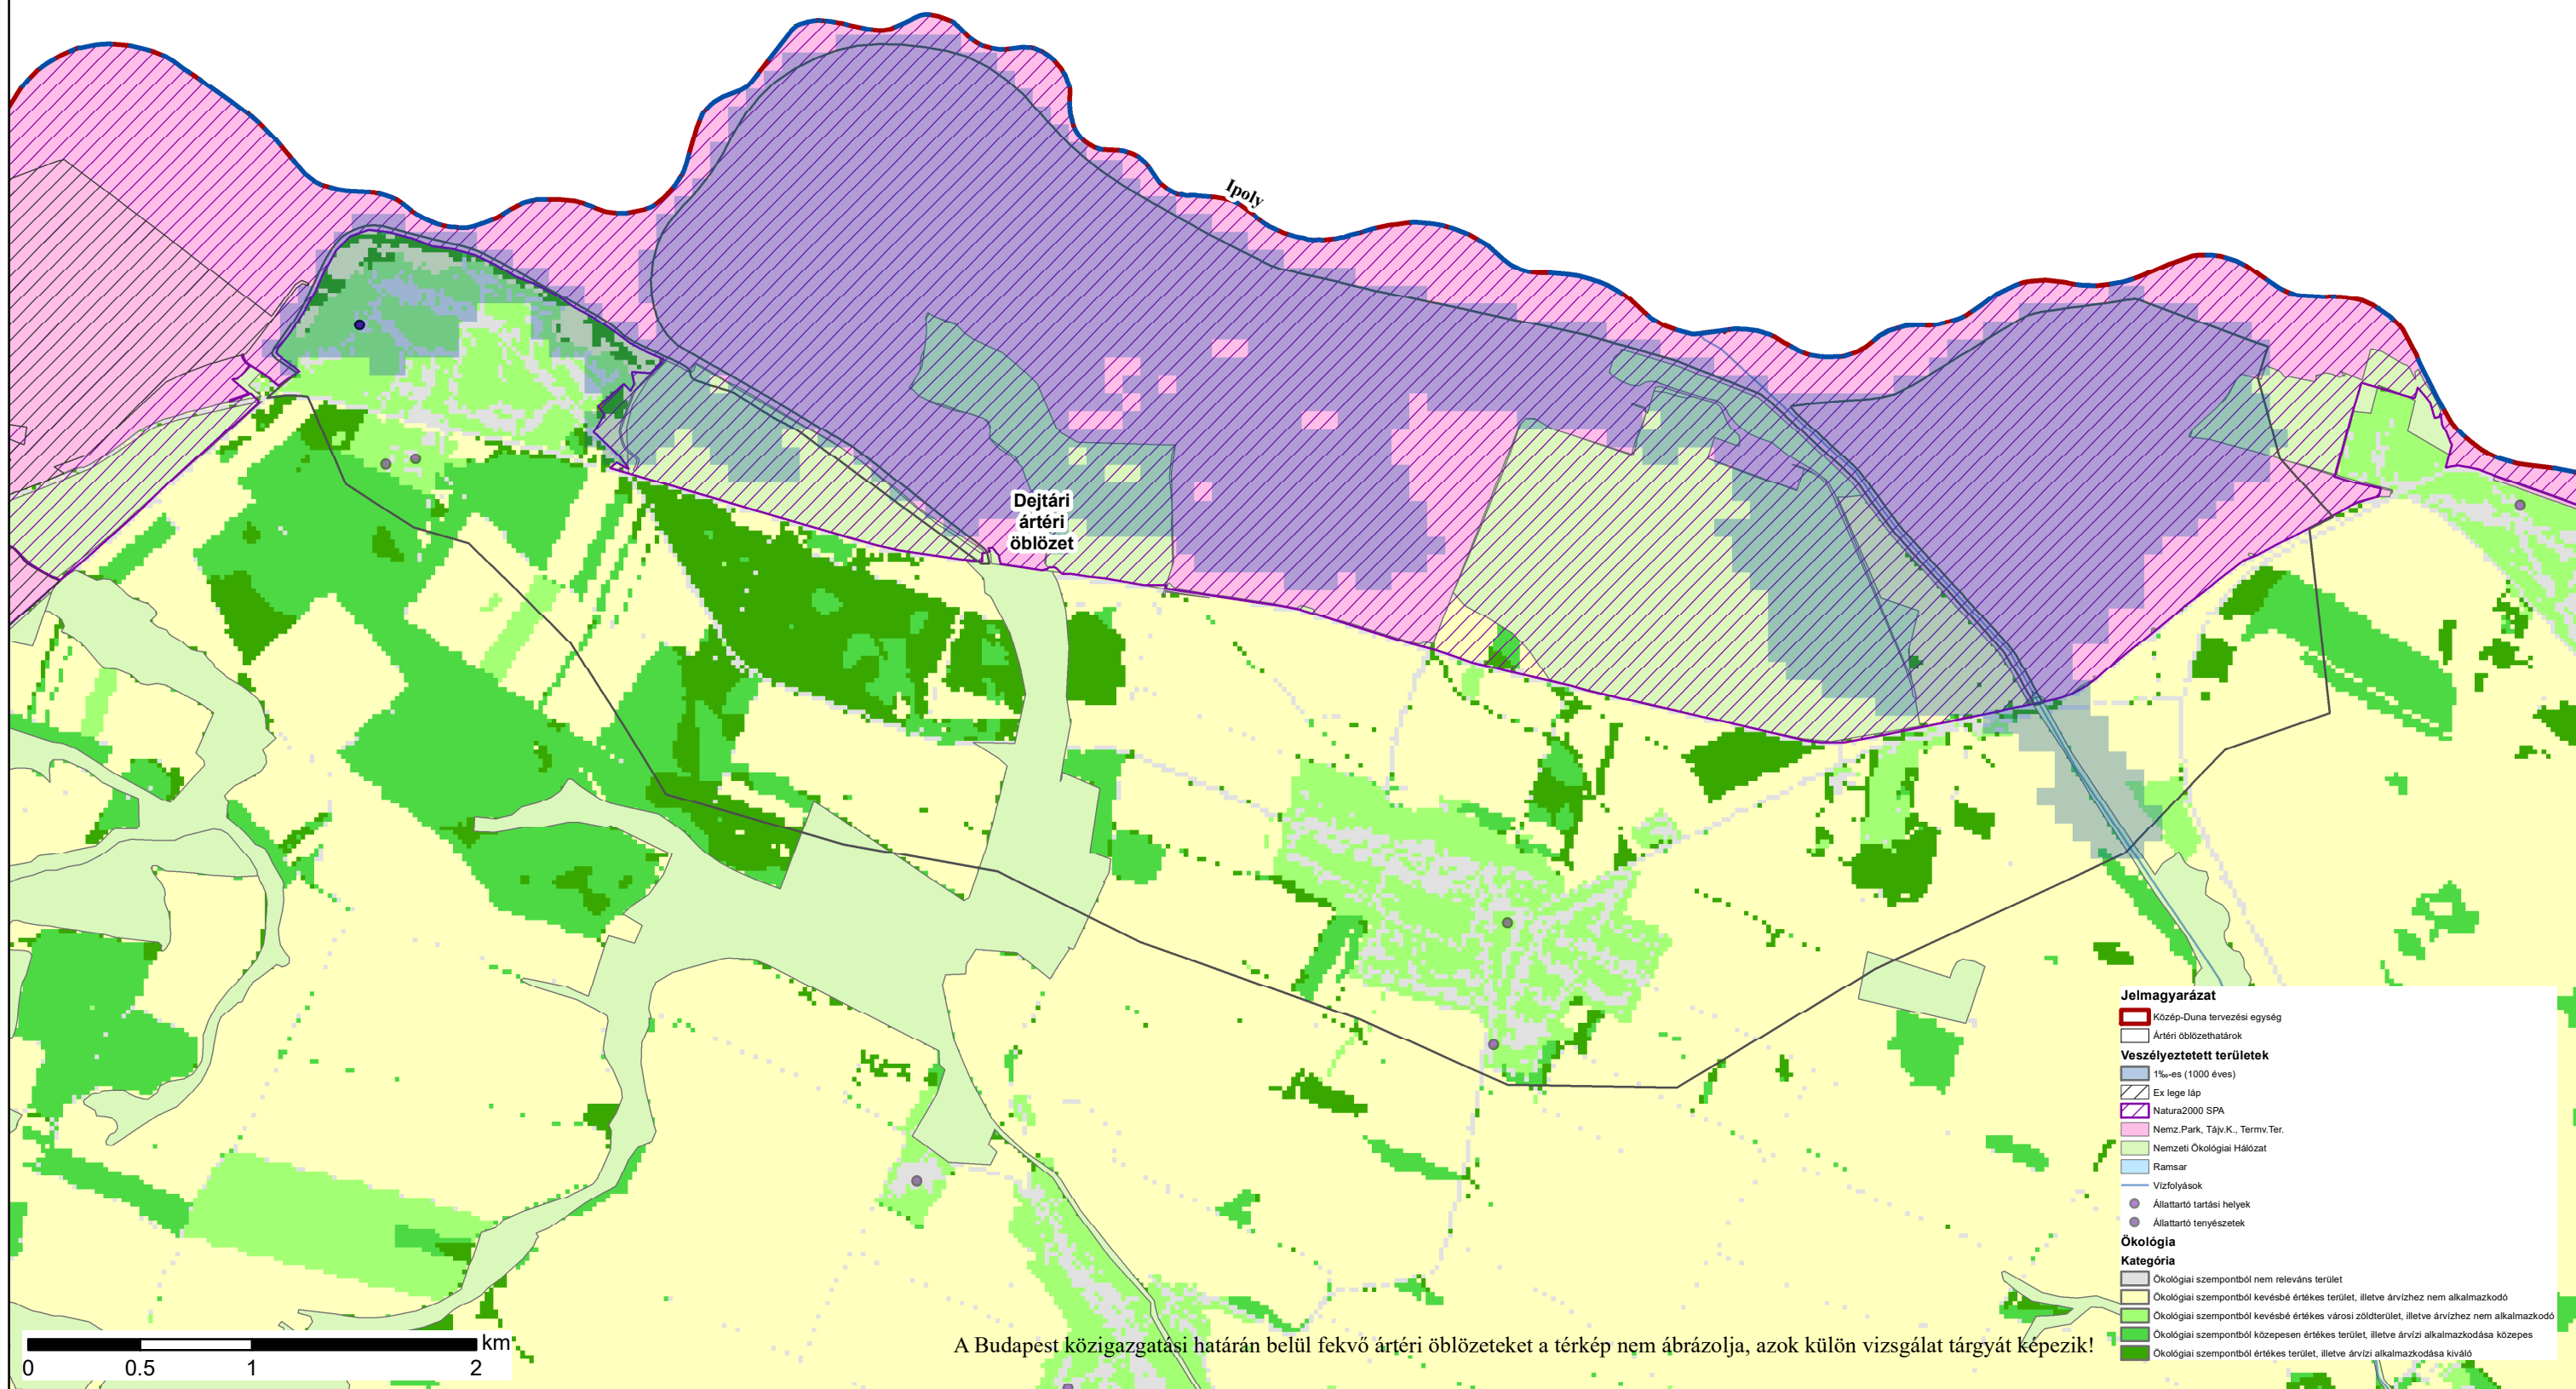 Ipoly
Dejtári
ártéri
öblözet
Jelmagyarázat
Közép-Duna tervezési egység
Ártéri öblözethatárok
Veszélyeztetett területek
1‰-es (1000 éves)
Ex lege láp
Natura2000 SPA
Nemz.Park, Tájv.K., Termv.Ter.
Nemzeti Ökológiai Hálózat
Ramsar
Vízfolyások
Állattartó tartási helyek
Állattartó tenyészetek
Ökológia
Kategória
Ökológiai szempontból nem releváns terület
Ökológiai szempontból kevésbé értékes terület, illetve árvízhez nem alkalmazkodó
Ökológiai szempontból kevésbé értékes városi zöldterület, illetve árvízhez nem alkalmazkodó
Ökológiai szempontból közepesen értékes terület, illetve árvízi alkalmazkodása közepes
Ökológiai szempontból értékes terület, illetve árvízi alkalmazkodása kiváló
km
0 0.5 1 2
A Budapest közigazgatási határán belül fekvő ártéri öblözeteket a térkép nem ábrázolja, azok külön vizsgálat tárgyát képezik!